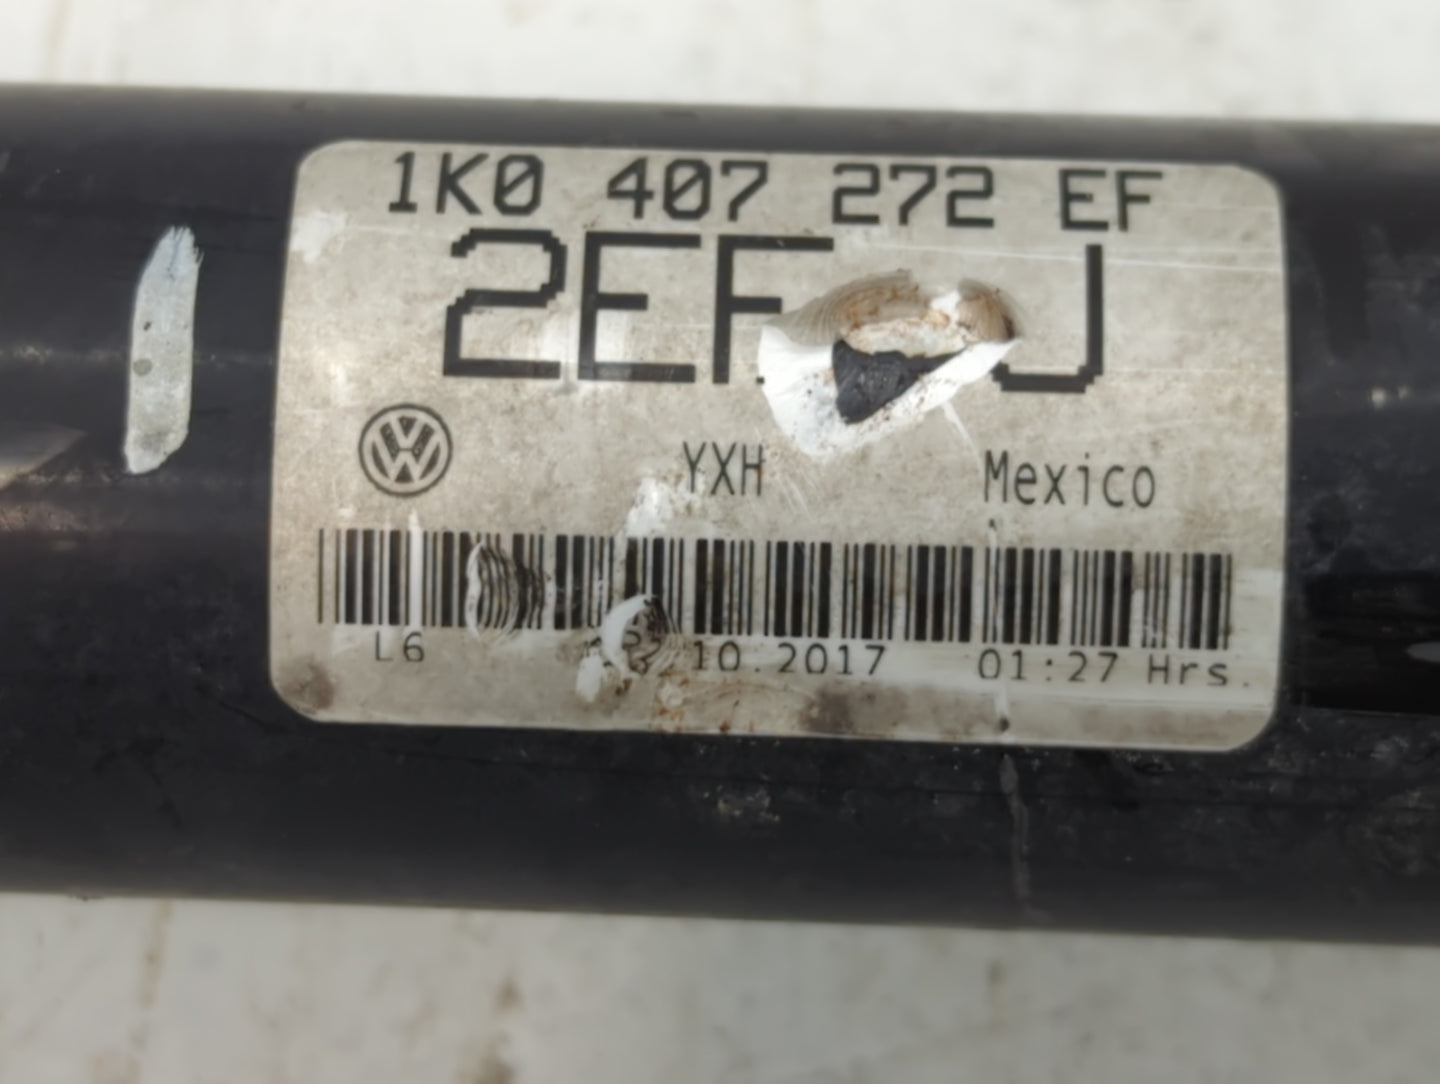 1K0 407 272 EF
2EF J
YXH Mexico
L6 10.2017 01:27 Hrs.